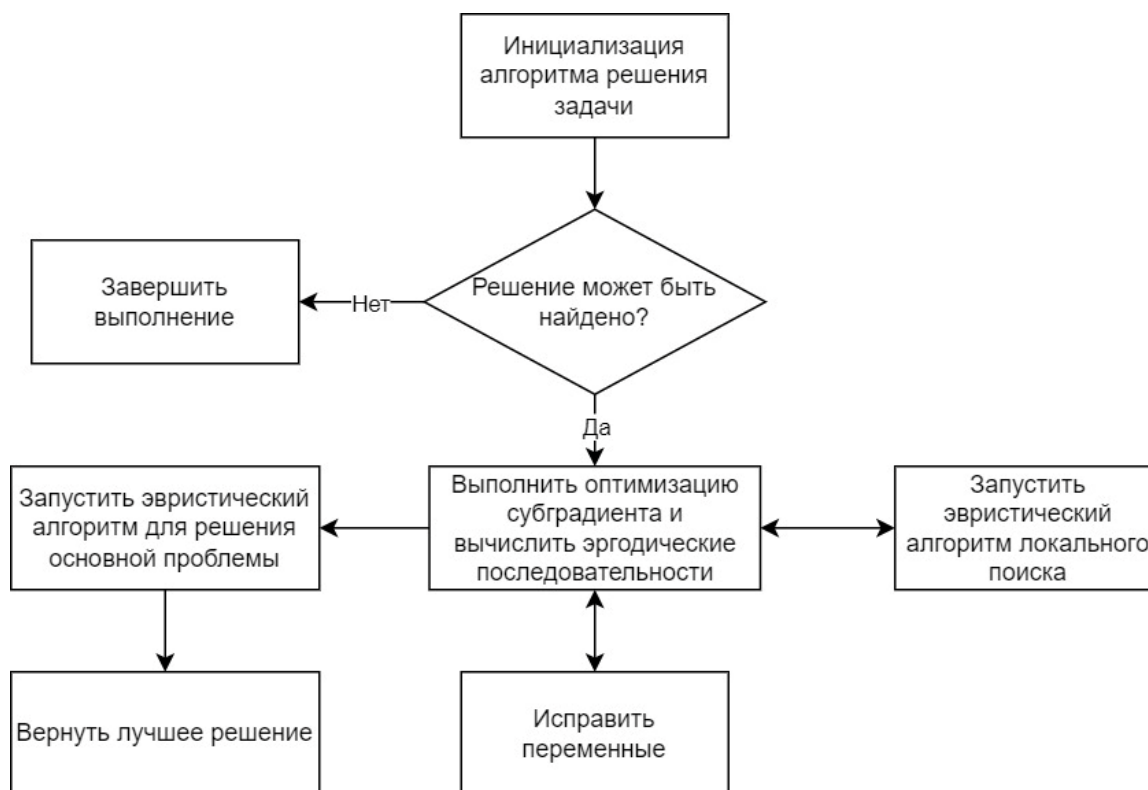 Инициализация
алгоритма решения
задачи
Завершить
выполнение
Нет
Решение может быть
найдено?
Да
Запустить эвристический
алгоритм для решения
основной проблемы
Выполнить оптимизацию
субградиента и
вычислить эргодические
последовательности
Запустить
эвристический
алгоритм локального
поиска
Вернуть лучшее решение
Исправить
переменные